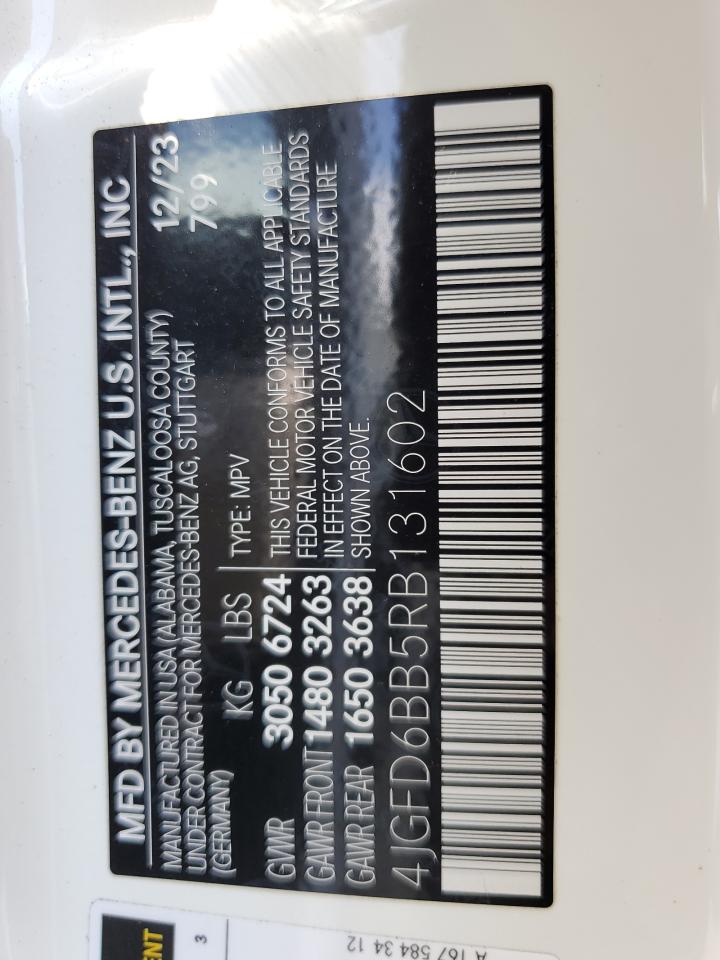 MFD BY MERCEDES-BENZ U.S. INTL., INC
MANUFACTURED IN USA (ALABAMA, TUSCALOOSA COUNTY) 12/23
UNDER CONTRACT FOR MERCEDES-BENZ AG, STUTTGART 799
(GERMANY)
KG LBS TYPE: MPV
GVWR 3050 6724 THIS VEHICLE CONFORMS TO ALL APPLICABLE
GAWR FRONT 1480 3263 FEDERAL MOTOR VEHICLE SAFETY STANDARDS
GAWR REAR 1650 3638 IN EFFECT ON THE DATE OF MANUFACTURE
SHOWN ABOVE.
4JGFD6BB5RB131602
3
A 167 584 34 12